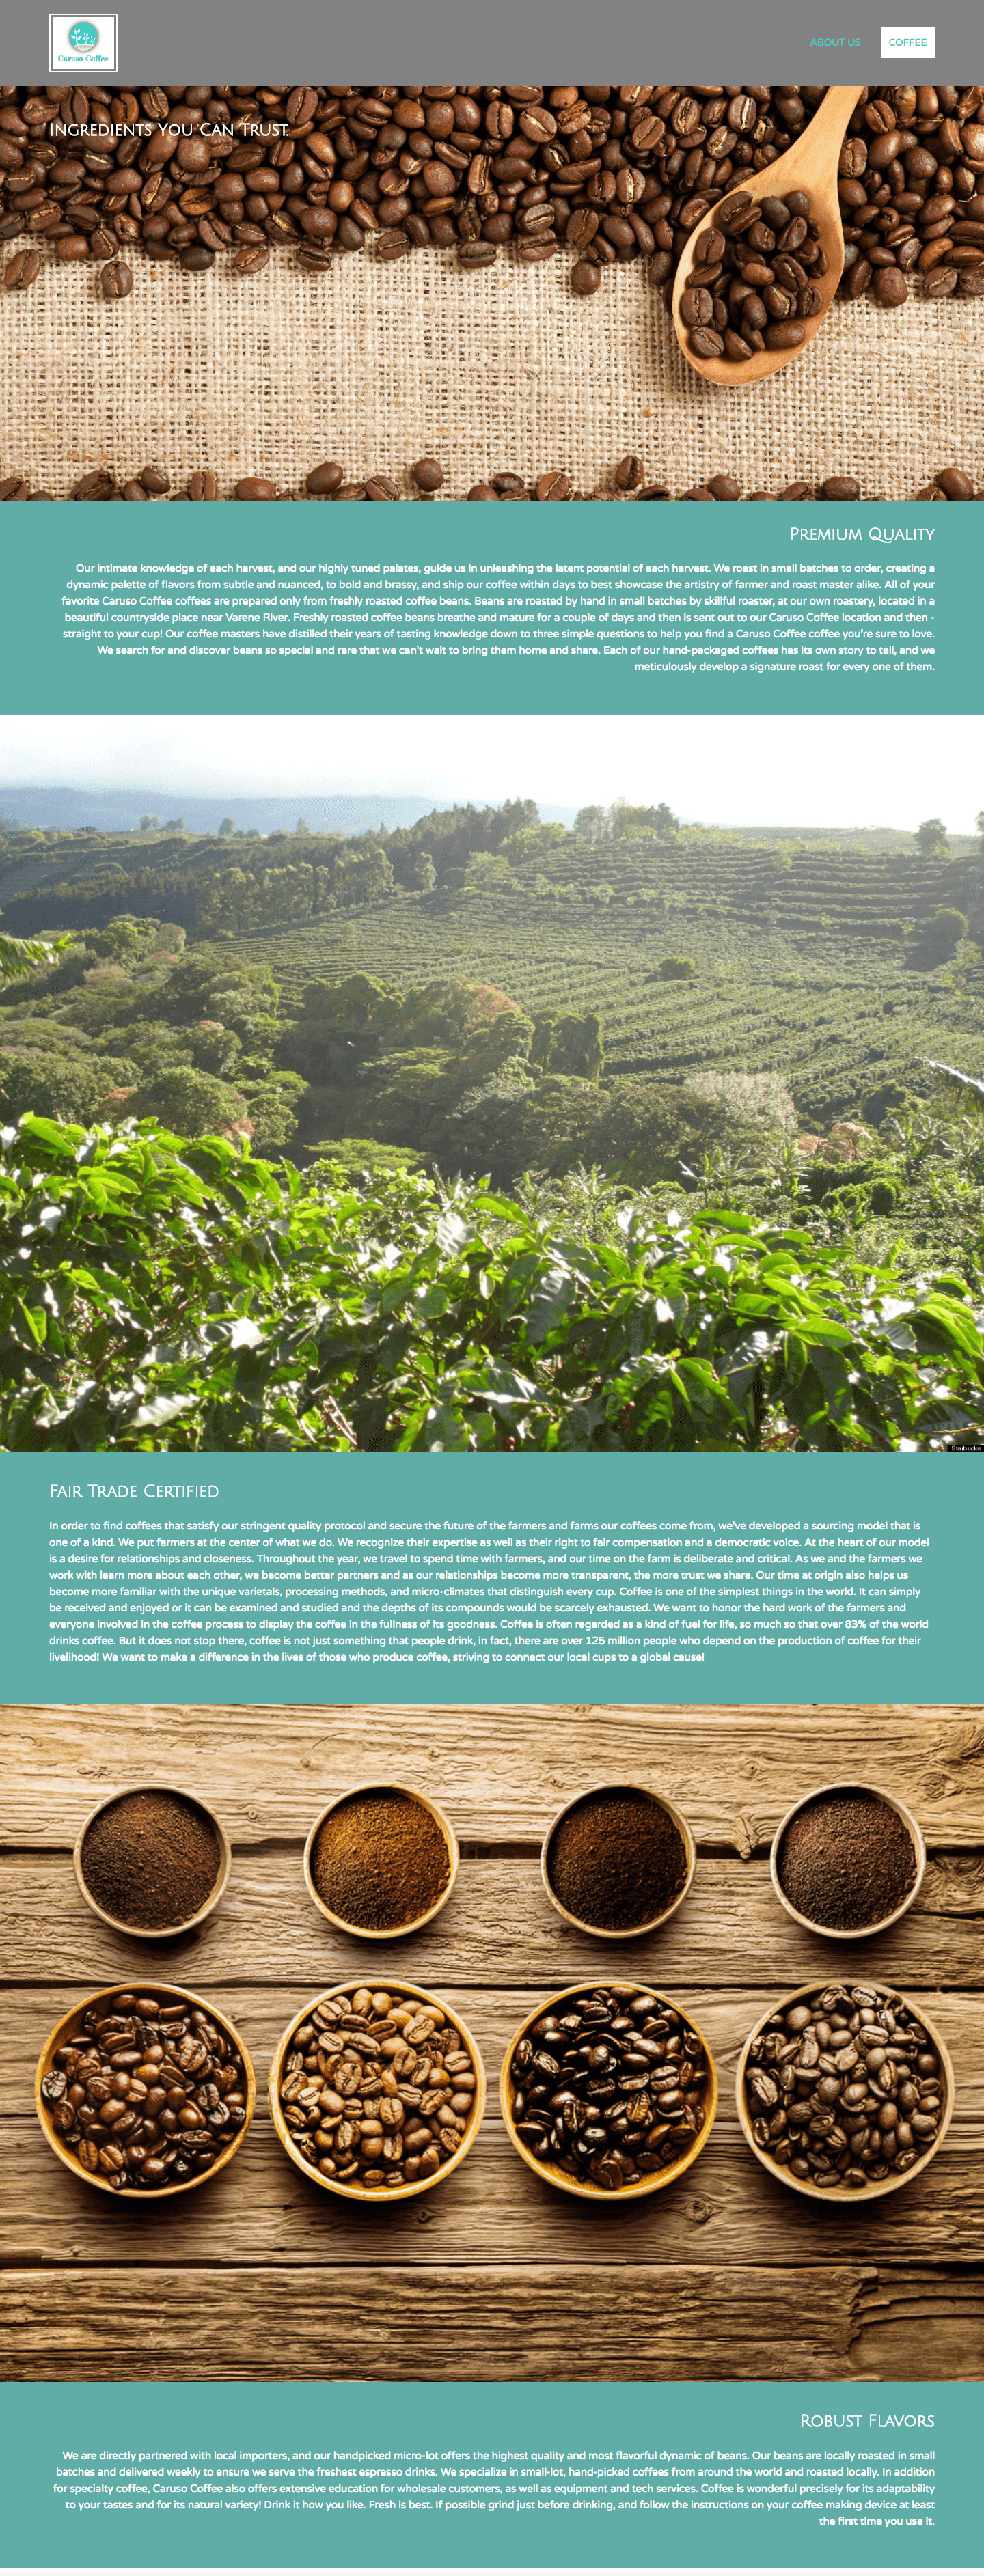 Caruso Coffee
ABOUT US
COFFEE
Ingredients You Can Trust.
Premium Quality
Our intimate knowledge of each harvest, and our highly tuned palates, guide us in unleashing the latent potential of each harvest. We roast in small batches to order, creating a
dynamic palette of flavors from subtle and nuanced, to bold and brassy, and ship our coffee within days to best showcase the artistry of farmer and roast master alike. All of your
favorite Caruso Coffee coffees are prepared only from freshly roasted coffee beans. Beans are roasted by hand in small batches by skillful roaster, at our own roastery, located in a
beautiful countryside place near Varene River. Freshly roasted coffee beans breathe and mature for a couple of days and then is sent out to our Caruso Coffee location and then -
straight to your cup! Our coffee masters have distilled their years of tasting knowledge down to three simple questions to help you find a Caruso Coffee coffee you're sure to love.
We search for and discover beans so special and rare that we can't wait to bring them home and share. Each of our hand-packaged coffees has its own story to tell, and we
meticulously develop a signature roast for every one of them.
Starbucks
Fair Trade Certified
In order to find coffees that satisfy our stringent quality protocol and secure the future of the farmers and farms our coffees come from, we've developed a sourcing model that is
one of a kind. We put farmers at the center of what we do. We recognize their expertise as well as their right to fair compensation and a democratic voice. At the heart of our model
is a desire for relationships and closeness. Throughout the year, we travel to spend time with farmers, and our time on the farm is deliberate and critical. As we and the farmers we
work with learn more about each other, we become better partners and as our relationships become more transparent, the more trust we share. Our time at origin also helps us
become more familiar with the unique varietals, processing methods, and micro-climates that distinguish every cup. Coffee is one of the simplest things in the world. It can simply
be received and enjoyed or it can be examined and studied and the depths of its compounds would be scarcely exhausted. We want to honor the hard work of the farmers and
everyone involved in the coffee process to display the coffee in the fullness of its goodness. Coffee is often regarded as a kind of fuel for life, so much so that over 83% of the world
drinks coffee. But it does not stop there, coffee is not just something that people drink, in fact, there are over 125 million people who depend on the production of coffee for their
livelihood! We want to make a difference in the lives of those who produce coffee, striving to connect our local cups to a global cause!
Robust Flavors
We are directly partnered with local importers, and our handpicked micro-lot offers the highest quality and most flavorful dynamic of beans. Our beans are locally roasted in small
batches and delivered weekly to ensure we serve the freshest espresso drinks. We specialize in small-lot, hand-picked coffees from around the world and roasted locally. In addition
for specialty coffee, Caruso Coffee also offers extensive education for wholesale customers, as well as equipment and tech services. Coffee is wonderful precisely for its adaptability
to your tastes and for its natural variety! Drink it how you like. Fresh is best. If possible grind just before drinking, and follow the instructions on your coffee making device at least
the first time you use it.